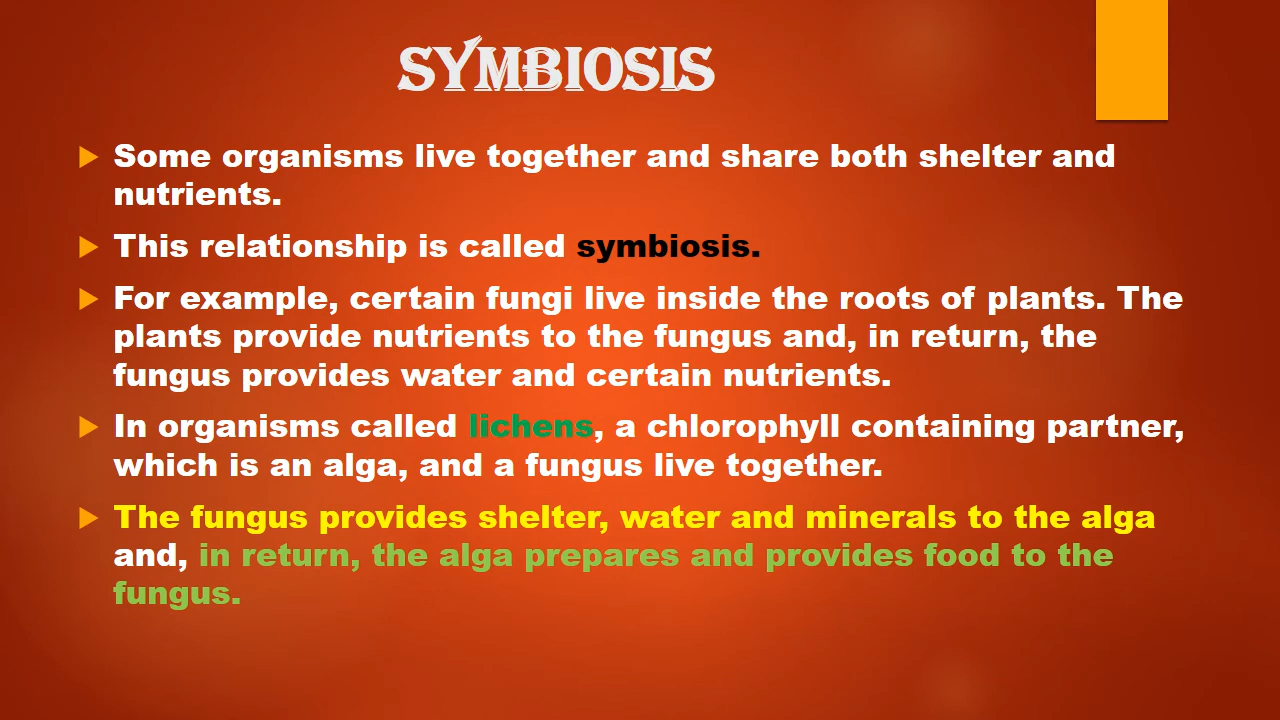 SYMBIOSIS
Some organisms live together and share both shelter and
nutrients.
This relationship is called symbiosis.
For example, certain fungi live inside the roots of plants. The
plants provide nutrients to the fungus and, in return, the
fungus provides water and certain nutrients.
In organisms called lichens, a chlorophyll containing partner,
which is an alga, and a fungus live together.
The fungus provides shelter, water and minerals to the alga
and, in return, the alga prepares and provides food to the
fungus.